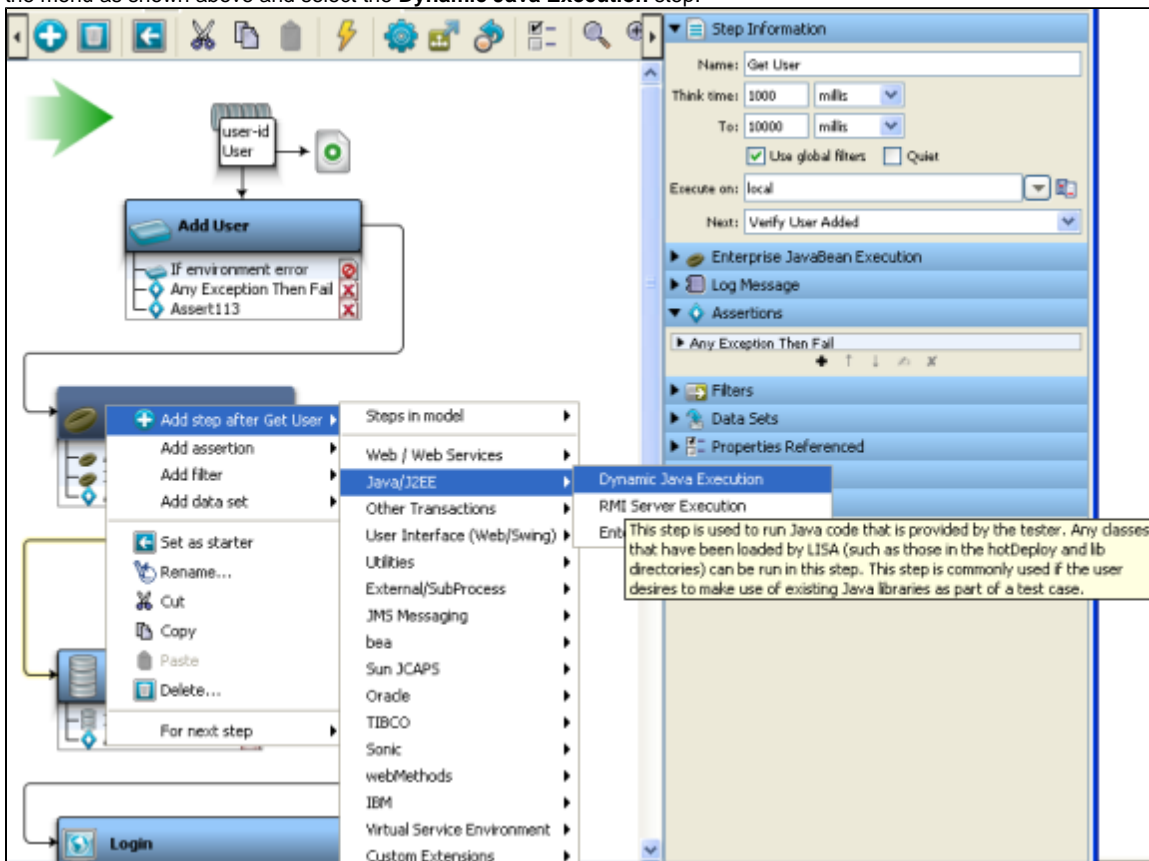 the menu as shown above and select the Dynamic Java Execution step.
Step Information
Name: Get User
Think time: 1000 millis
To: 10000 millis
Use global filters Quiet
Execute on: local
Next: Verify User Added
Enterprise JavaBean Execution
Log Message
Assertions
Any Exception Then Fail
Filters
Data Sets
Properties Referenced
user-id
User
Add User
If environment error
Any Exception Then Fail
Assert113
Add step after Get User
Add assertion
Add filter
Add data set
Set as starter
Rename...
Cut
Copy
Paste
Delete...
For next step
Steps in model
Web / Web Services
Java/J2EE
Other Transactions
User Interface (Web/Swing)
Utilities
External/SubProcess
JMS Messaging
bea
Sun JCAPS
Oracle
TIBCO
Sonic
webMethods
IBM
Virtual Service Environment
Custom Extensions
Dynamic Java Execution
RMI Server Execution
This step is used to run Java code that is provided by the tester. Any classes
that have been loaded by LISA (such as those in the hotDeploy and lib
directories) can be run in this step. This step is commonly used if the user
desires to make use of existing Java libraries as part of a test case.
Login